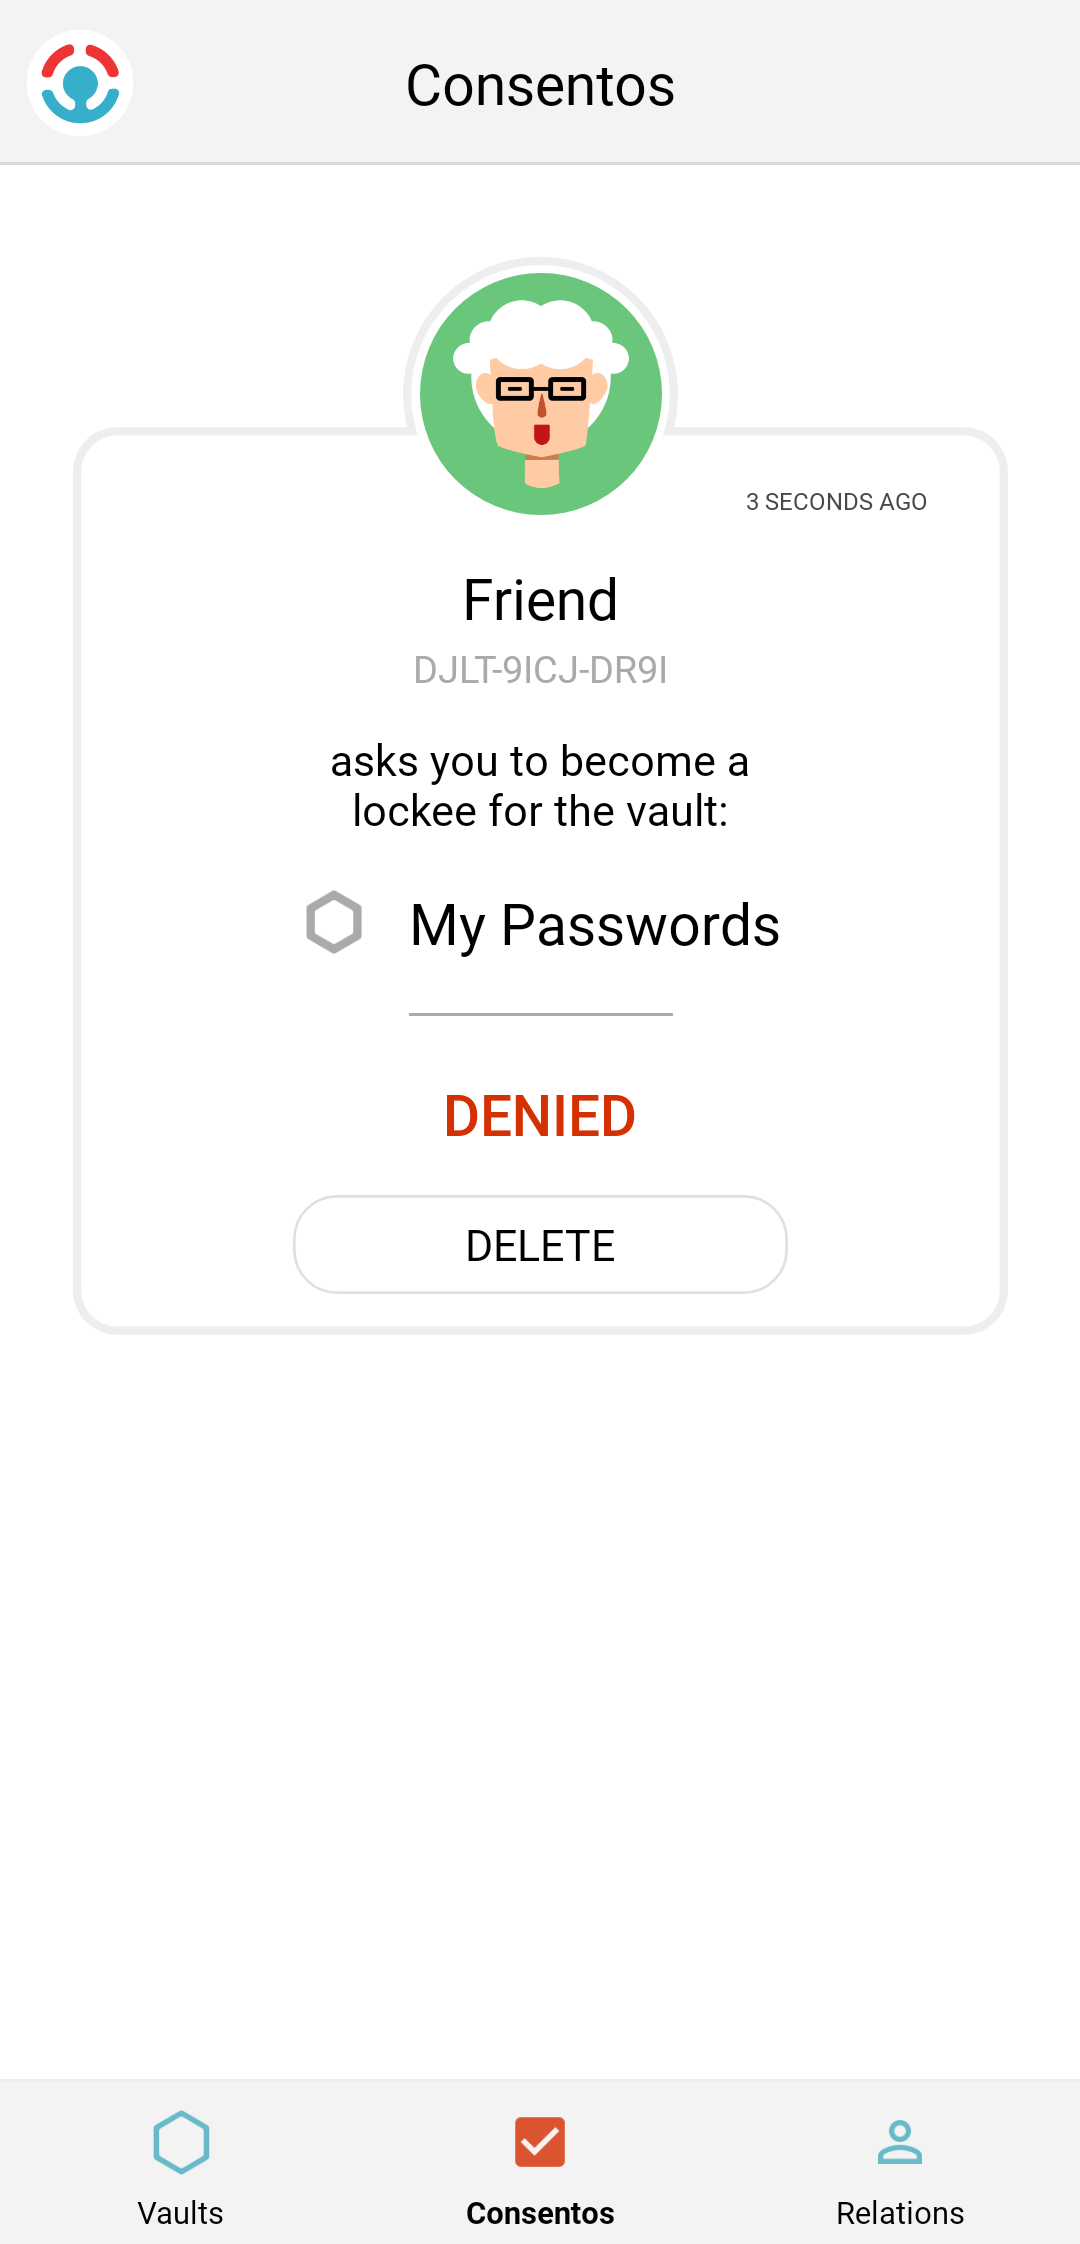 Consentos
3 SECONDS AGO
Friend
DJLT-9ICJ-DR9I
asks you to become a
lockee for the vault:
My Passwords
DENIED
DELETE
Vaults
Consentos
Relations